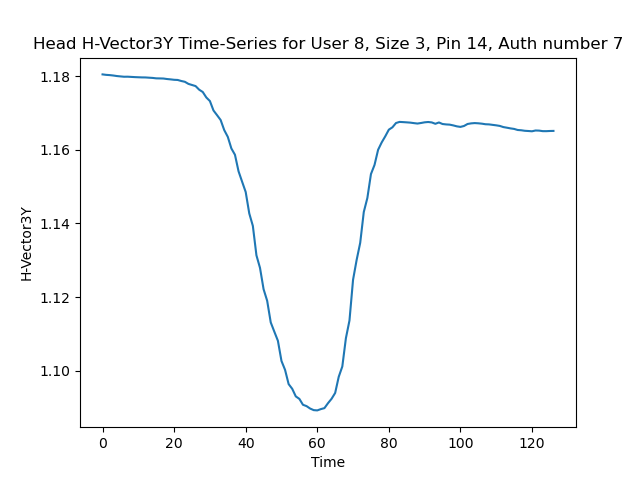 Head H-Vector3Y Time-Series for User 8, Size 3, Pin 14, Auth number 7
1.18
1.16
1.14
1.12
1.10
H-Vector3Y
0 20 40 60 80 100 120
Time